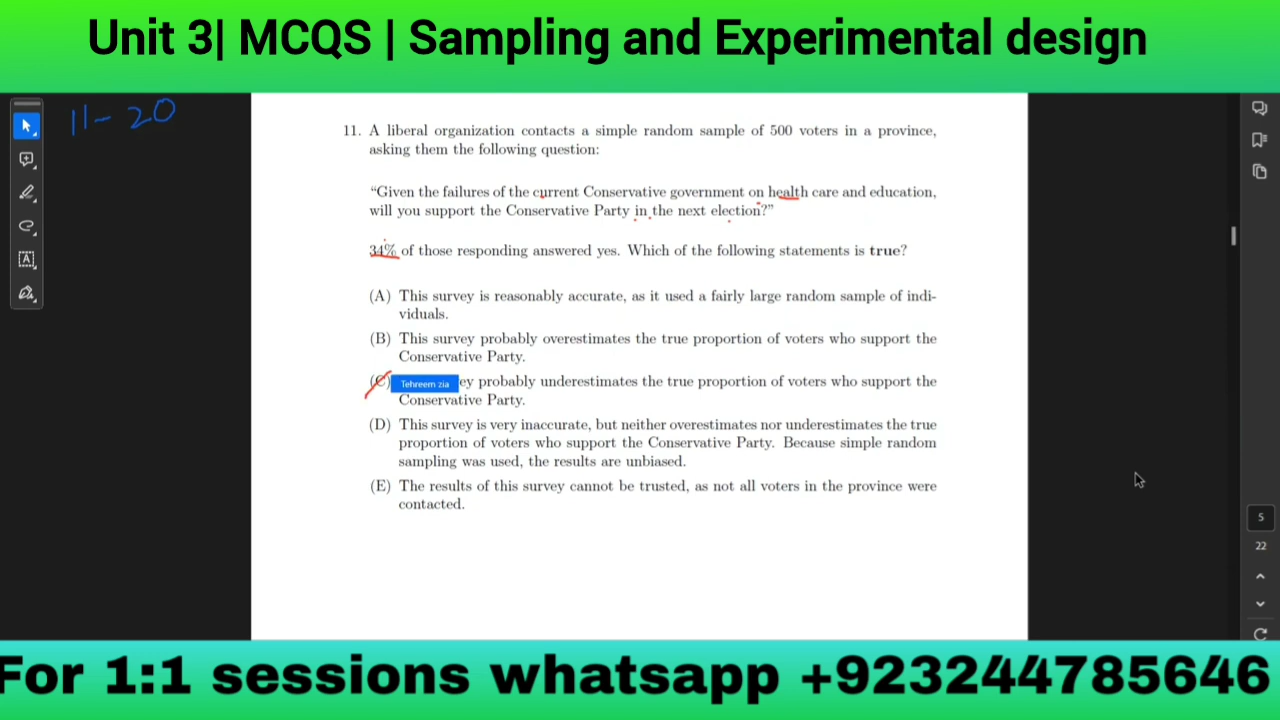 Unit 3| MCQS | Sampling and Experimental design
11-20
11. A liberal organization contacts a simple random sample of 500 voters in a province,
asking them the following question:
“Given the failures of the current Conservative government on health care and education,
will you support the Conservative Party in the next election?”
34% of those responding answered yes. Which of the following statements is true?
(A) This survey is reasonably accurate, as it used a fairly large random sample of indi-
viduals.
(B) This survey probably overestimates the true proportion of voters who support the
Conservative Party.
(C) Tehreem zia ey probably underestimates the true proportion of voters who support the
Conservative Party.
(D) This survey is very inaccurate, but neither overestimates nor underestimates the true
proportion of voters who support the Conservative Party. Because simple random
sampling was used, the results are unbiased.
(E) The results of this survey cannot be trusted, as not all voters in the province were
contacted.
5
22
For 1:1 sessions whatsapp +923244785646